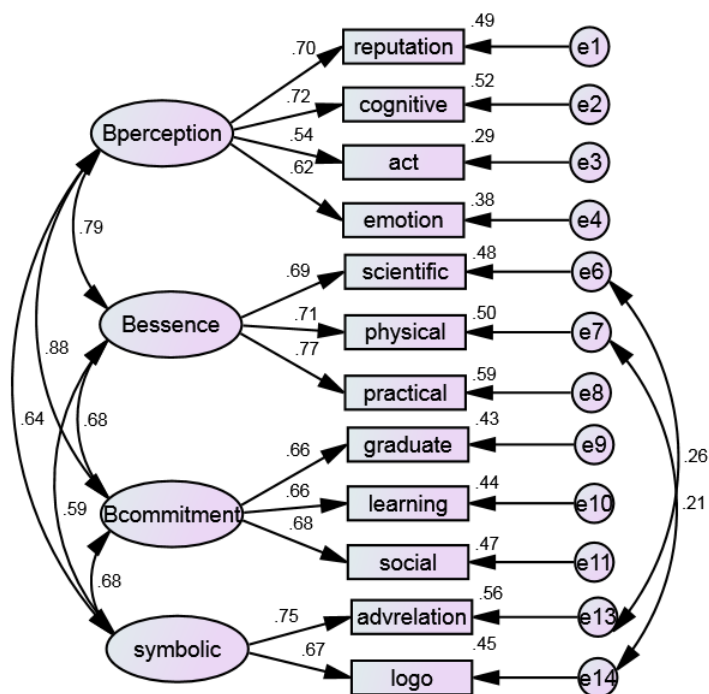 .49
.70 reputation e1
.52
.72 cognitive e2
Bperception
.54 .29
act e3
.62 .38
emotion e4
.79
.48
.69 scientific e6
.50
Bessence .71 physical e7
.77 .59
practical e8
.88
.43
.64 .68 .66 graduate e9
.26
.44
.66 learning e10 .21
.59 Bcommitment
.68 .47
social e11
.68 .56
.75 advrelation e13
symbolic .67 .45
logo e14